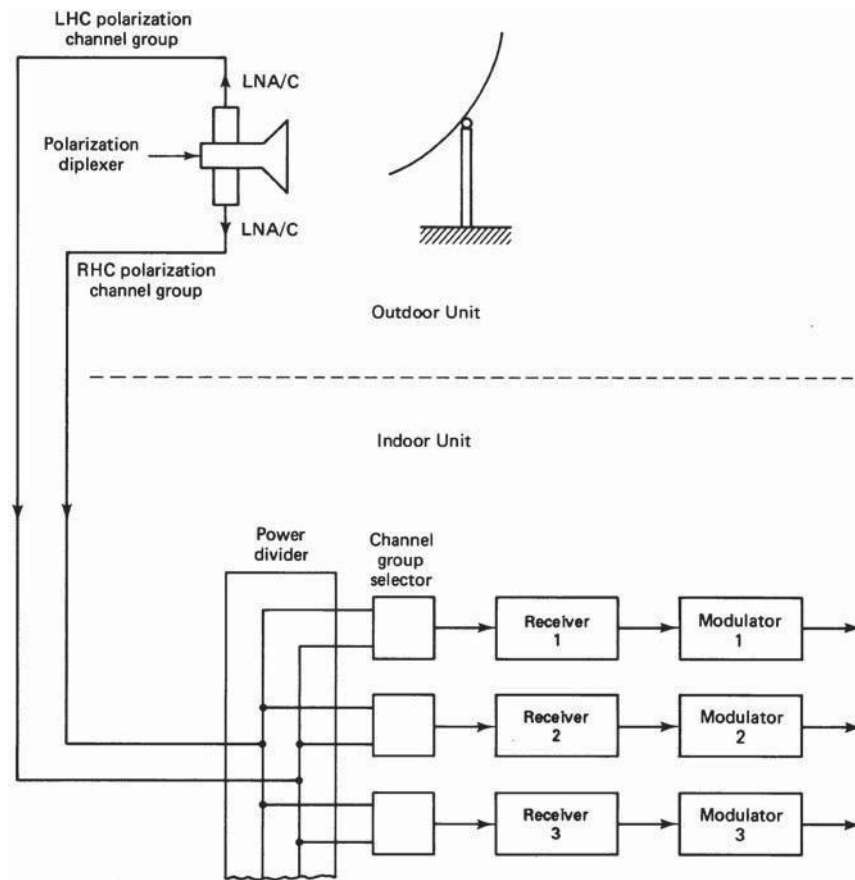 LHC polarization
channel group
LNA/C
Polarization
diplexer
LNA/C
RHC polarization
channel group
Outdoor Unit
Indoor Unit
Power
divider
Channel
group
selector
Receiver
1
Modulator
1
Receiver
2
Modulator
2
Receiver
3
Modulator
3